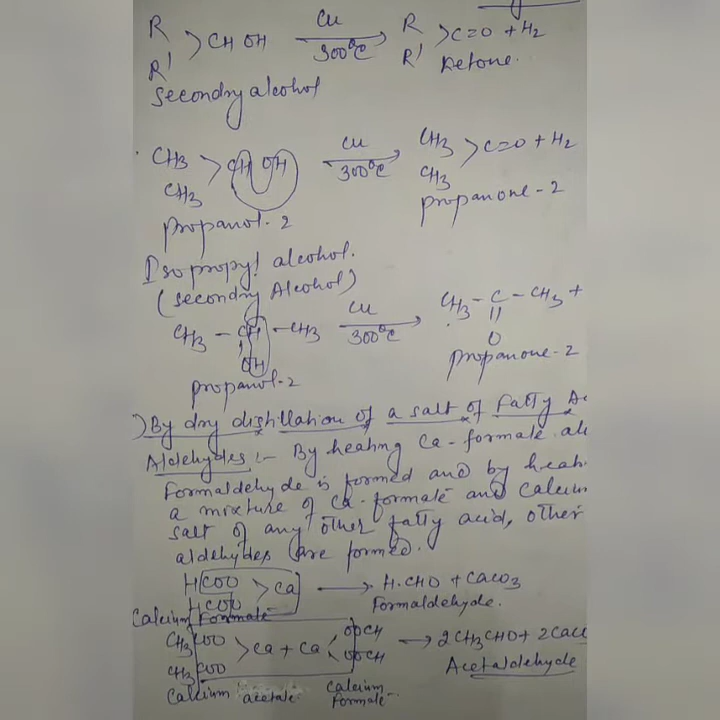 R R
>CH OH Cu/300°C → >C=O + H2
R' R' Ketone.
Secondry alcohol
CH3 > CH OH Cu/300°C → CH3 > C=O + H2
CH3 CH3
propanol-2 propanone-2
Isopropyl alcohol.
(secondry Alcohol)
CH3 - CH - CH3 Cu/300°C → CH3 - C - CH3 +
OH O
propanol-2 propanone-2
) By dry distillation of a salt of Fatty Ac
Aldehydes :- By heating Ca-formate al
Formaldehyde is formed and by heat
a mixture of Ca-formate and Calcium
salt of any other fatty acid, other
aldehydes are formed.
HCOO > Ca → H.CHO + CaCO3
HCOO Formaldehyde.
Calcium Formate
CH3COO > Ca + Ca < OOCH → 2CH3CHO + 2CaC
CH3COO OOCH Acetaldehyde
Calcium acetate Calcium
Formate